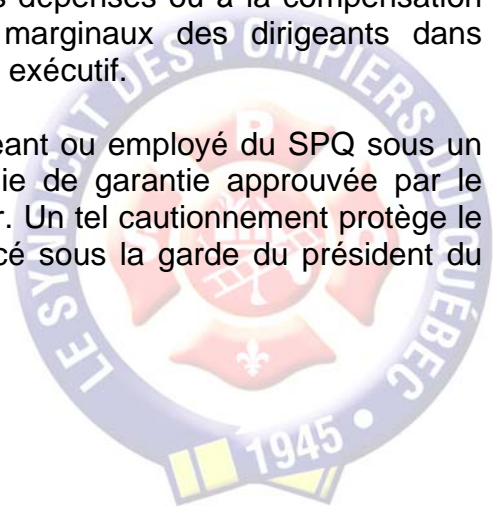 s dépenses ou à la compensation
marginaux des dirigeants dans
exécutif.
eant ou employé du SPQ sous un
ie de garantie approuvée par le
r. Un tel cautionnement protège le
cé sous la garde du président du
LE SYNDICAT DES POMPIERS DU QUÉBEC
S P Q
1945